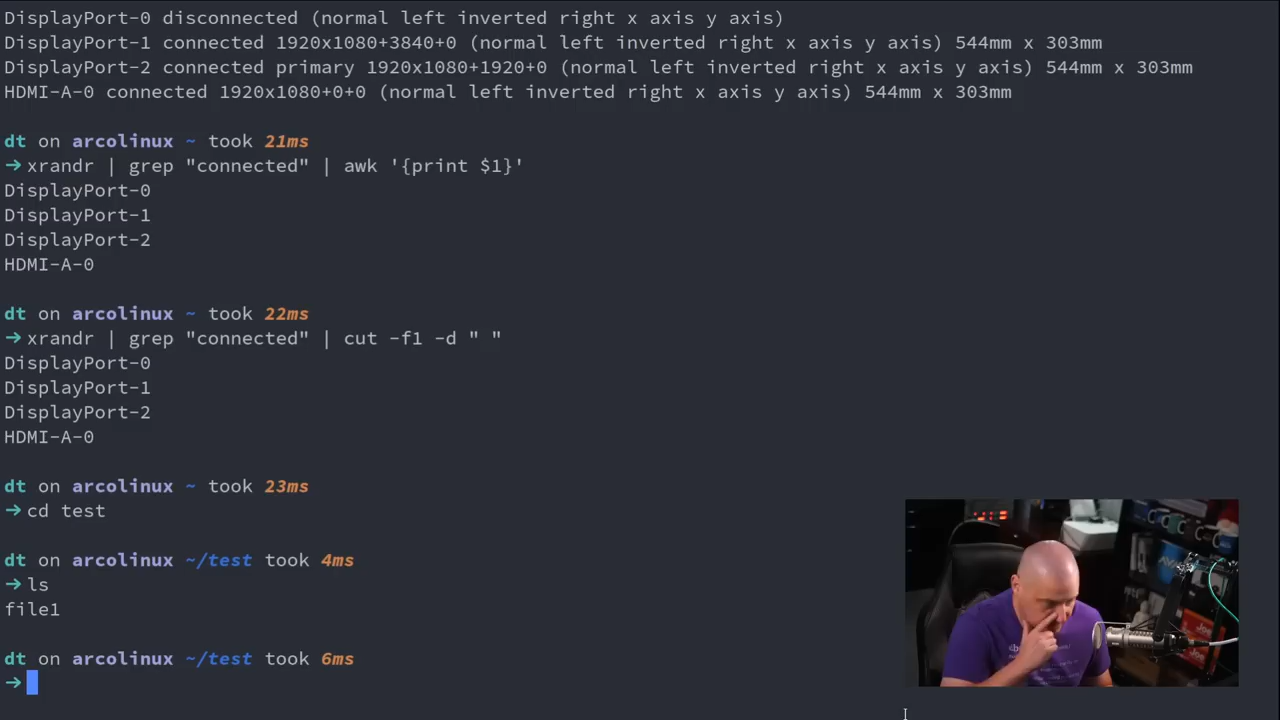 DisplayPort-0 disconnected (normal left inverted right x axis y axis)
DisplayPort-1 connected 1920x1080+3840+0 (normal left inverted right x axis y axis) 544mm x 303mm
DisplayPort-2 connected primary 1920x1080+1920+0 (normal left inverted right x axis y axis) 544mm x 303mm
HDMI-A-0 connected 1920x1080+0+0 (normal left inverted right x axis y axis) 544mm x 303mm
dt on arcolinux ~ took 21ms
→ xrandr | grep "connected" | awk '{print $1}'
DisplayPort-0
DisplayPort-1
DisplayPort-2
HDMI-A-0
dt on arcolinux ~ took 22ms
→ xrandr | grep "connected" | cut -f1 -d " "
DisplayPort-0
DisplayPort-1
DisplayPort-2
HDMI-A-0
dt on arcolinux ~ took 23ms
→ cd test
dt on arcolinux ~/test took 4ms
→ ls
file1
dt on arcolinux ~/test took 6ms
→